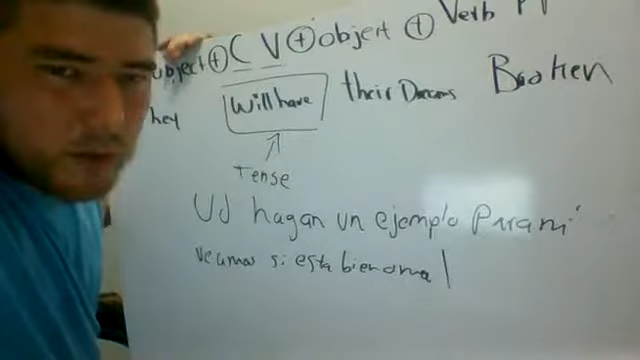 ubject + C V + object + Verb P
hey Will have their Dreams Broken
tense
Ud hagan un ejemplo Para mi
veamos si esta bien o mal